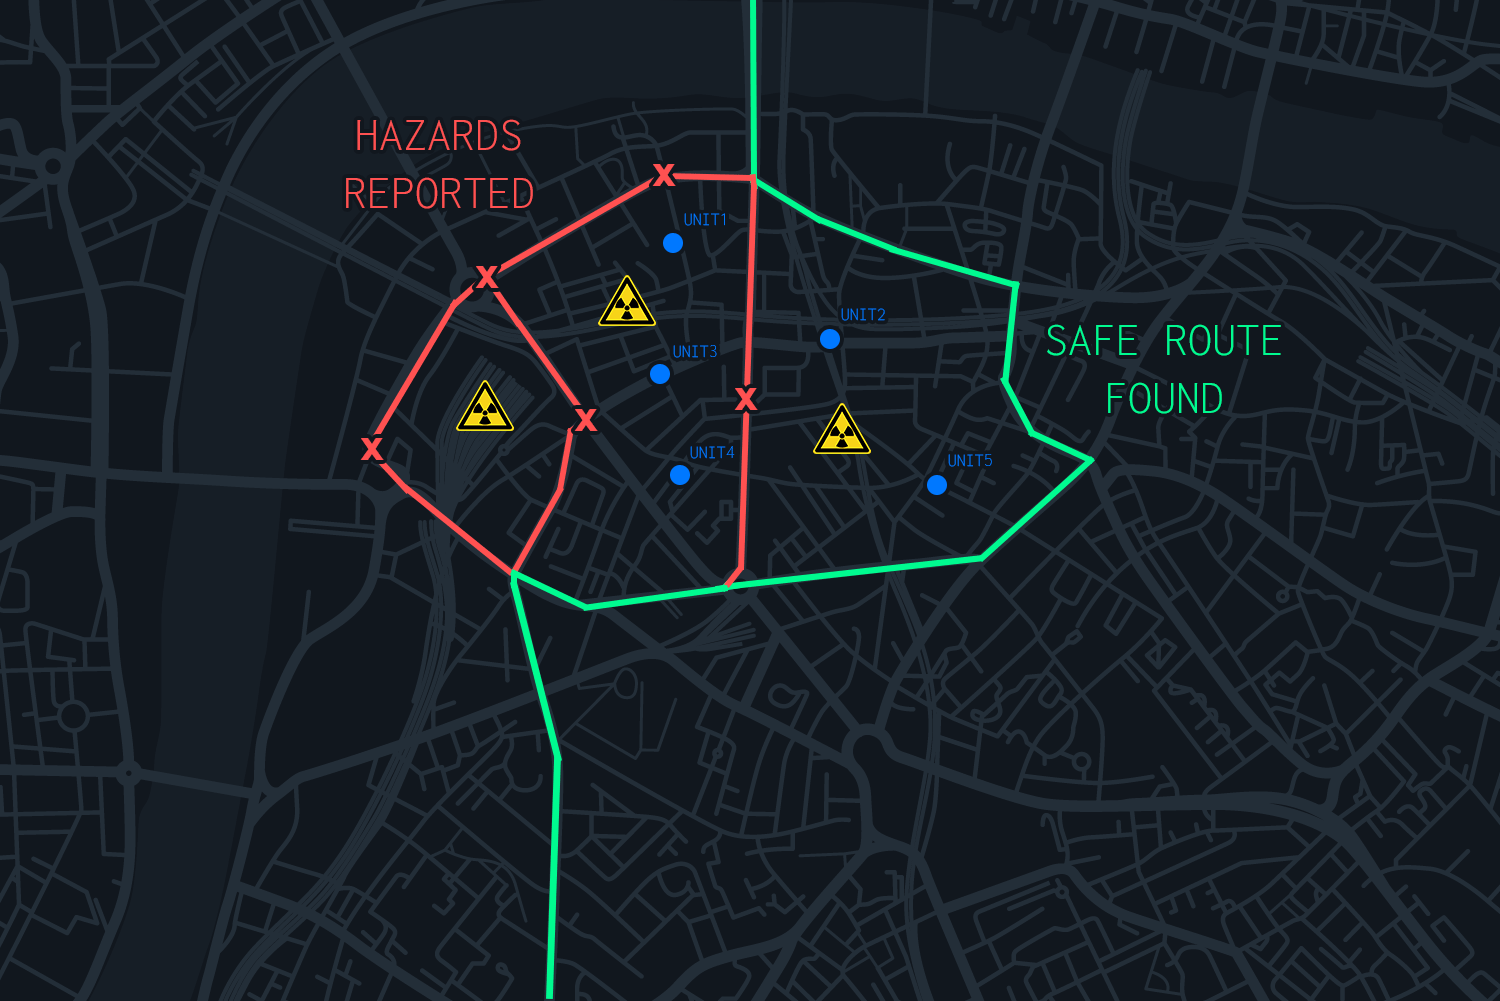 HAZARDS
REPORTED
X
UNIT1
X
UNIT2
SAFE ROUTE
FOUND
UNIT3
X
X
X
UNIT4
UNIT5